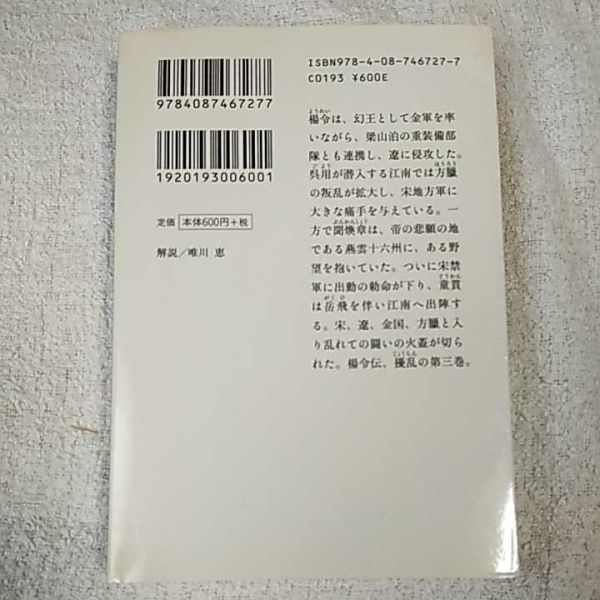 ISBN978-4-08-746727-7
C0193 ¥600E
9784087467277
1920193006001
定価 本体600円+税
解説/唯川 恵
楊令は、幻王として金軍を率
いながら、梁山泊の重装備部
隊とも連携し、遼に侵攻した。
呉用が潜入する江南では方臘
の叛乱が拡大し、宋地方軍に
大きな痛手を与えている。一
方で聞煥章は、帝の悲願の地
である燕雲十六州に、ある野
望を抱いていた。ついに宋禁
軍に出動の勅命が下り、童貫
は岳飛を伴い江南へ出陣す
る。宋、遼、金国、方臘と入
り乱れての闘いの火蓋が切ら
れた。楊令伝、擾乱の第三巻。